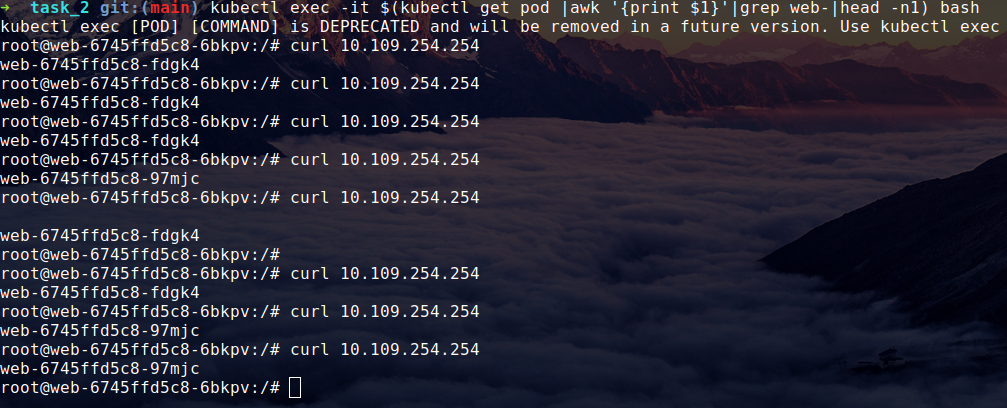 → task_2 git:(main) kubectl exec -it $(kubectl get pod |awk '{print $1}'|grep web-|head -n1) bash
kubectl exec [POD] [COMMAND] is DEPRECATED and will be removed in a future version. Use kubectl exec
root@web-6745ffd5c8-6bkpv:/# curl 10.109.254.254
web-6745ffd5c8-fdgk4
root@web-6745ffd5c8-6bkpv:/# curl 10.109.254.254
web-6745ffd5c8-fdgk4
root@web-6745ffd5c8-6bkpv:/# curl 10.109.254.254
web-6745ffd5c8-fdgk4
root@web-6745ffd5c8-6bkpv:/# curl 10.109.254.254
web-6745ffd5c8-97mjc
root@web-6745ffd5c8-6bkpv:/# curl 10.109.254.254

web-6745ffd5c8-fdgk4
root@web-6745ffd5c8-6bkpv:/#
root@web-6745ffd5c8-6bkpv:/# curl 10.109.254.254
web-6745ffd5c8-fdgk4
root@web-6745ffd5c8-6bkpv:/# curl 10.109.254.254
web-6745ffd5c8-97mjc
root@web-6745ffd5c8-6bkpv:/# curl 10.109.254.254
web-6745ffd5c8-97mjc
root@web-6745ffd5c8-6bkpv:/#